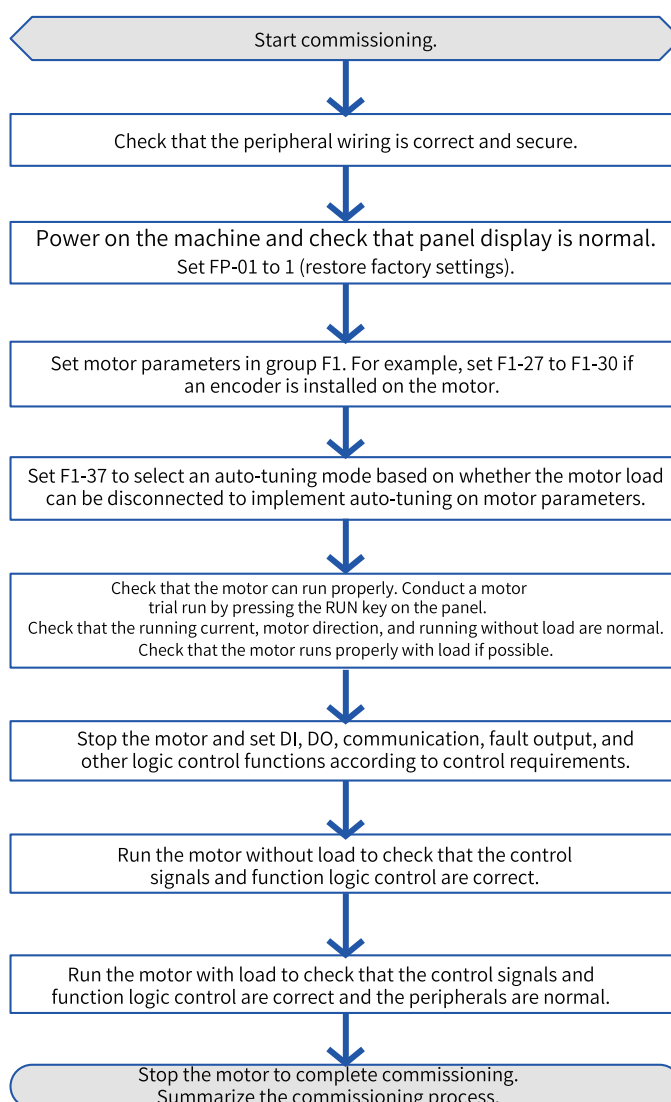 Start commissioning.
Check that the peripheral wiring is correct and secure.
Power on the machine and check that panel display is normal.
Set FP-01 to 1 (restore factory settings).
Set motor parameters in group F1. For example, set F1-27 to F1-30 if
an encoder is installed on the motor.
Set F1-37 to select an auto-tuning mode based on whether the motor load
can be disconnected to implement auto-tuning on motor parameters.
Check that the motor can run properly. Conduct a motor
trial run by pressing the RUN key on the panel.
Check that the running current, motor direction, and running without load are normal.
Check that the motor runs properly with load if possible.
Stop the motor and set DI, DO, communication, fault output, and
other logic control functions according to control requirements.
Run the motor without load to check that the control
signals and function logic control are correct.
Run the motor with load to check that the control signals and
function logic control are correct and the peripherals are normal.
Stop the motor to complete commissioning.
Summarize the commissioning process.